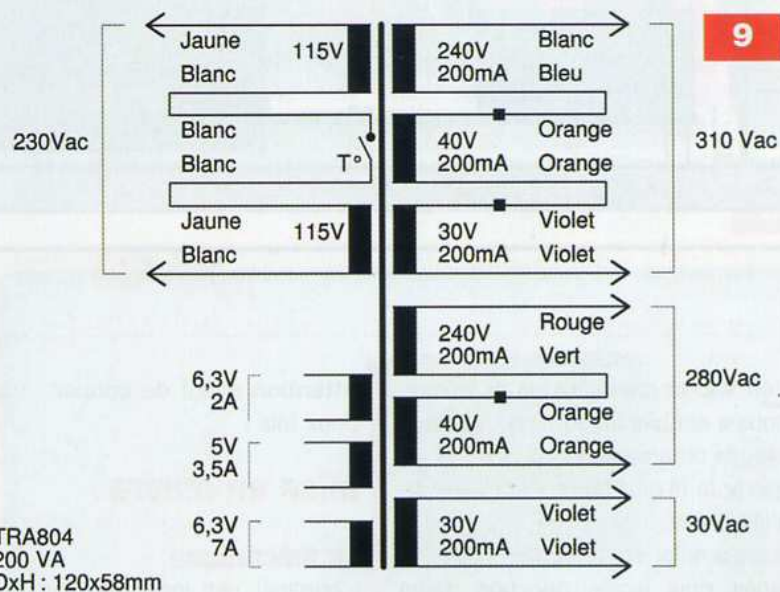 9
230Vac
Jaune
Blanc
115V
Blanc
Blanc
T°
Jaune
Blanc
115V
240V
200mA
Blanc
Bleu
40V
200mA
Orange
Orange
30V
200mA
Violet
Violet
310 Vac
240V
200mA
Rouge
Vert
40V
200mA
Orange
Orange
280Vac
30V
200mA
Violet
Violet
30Vac
6,3V
2A
5V
3,5A
6,3V
7A
TRA804
200 VA
DxH : 120x58mm